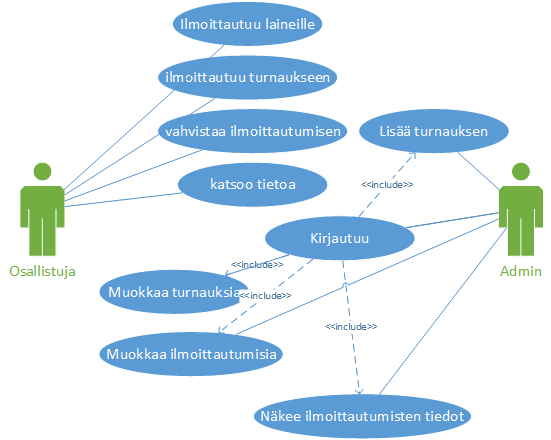 Ilmoittautuu laineille
ilmoittautuu turnaukseen
vahvistaa ilmoittautumisen
Lisää turnauksen
katsoo tietoa
<<include>>
Kirjautuu
Osallistuja
Admin
<<include>>
Muokkaa turnauksia
<<include>>
<<include>>
Muokkaa ilmoittautumisia
Näkee ilmoittautumisten tiedot